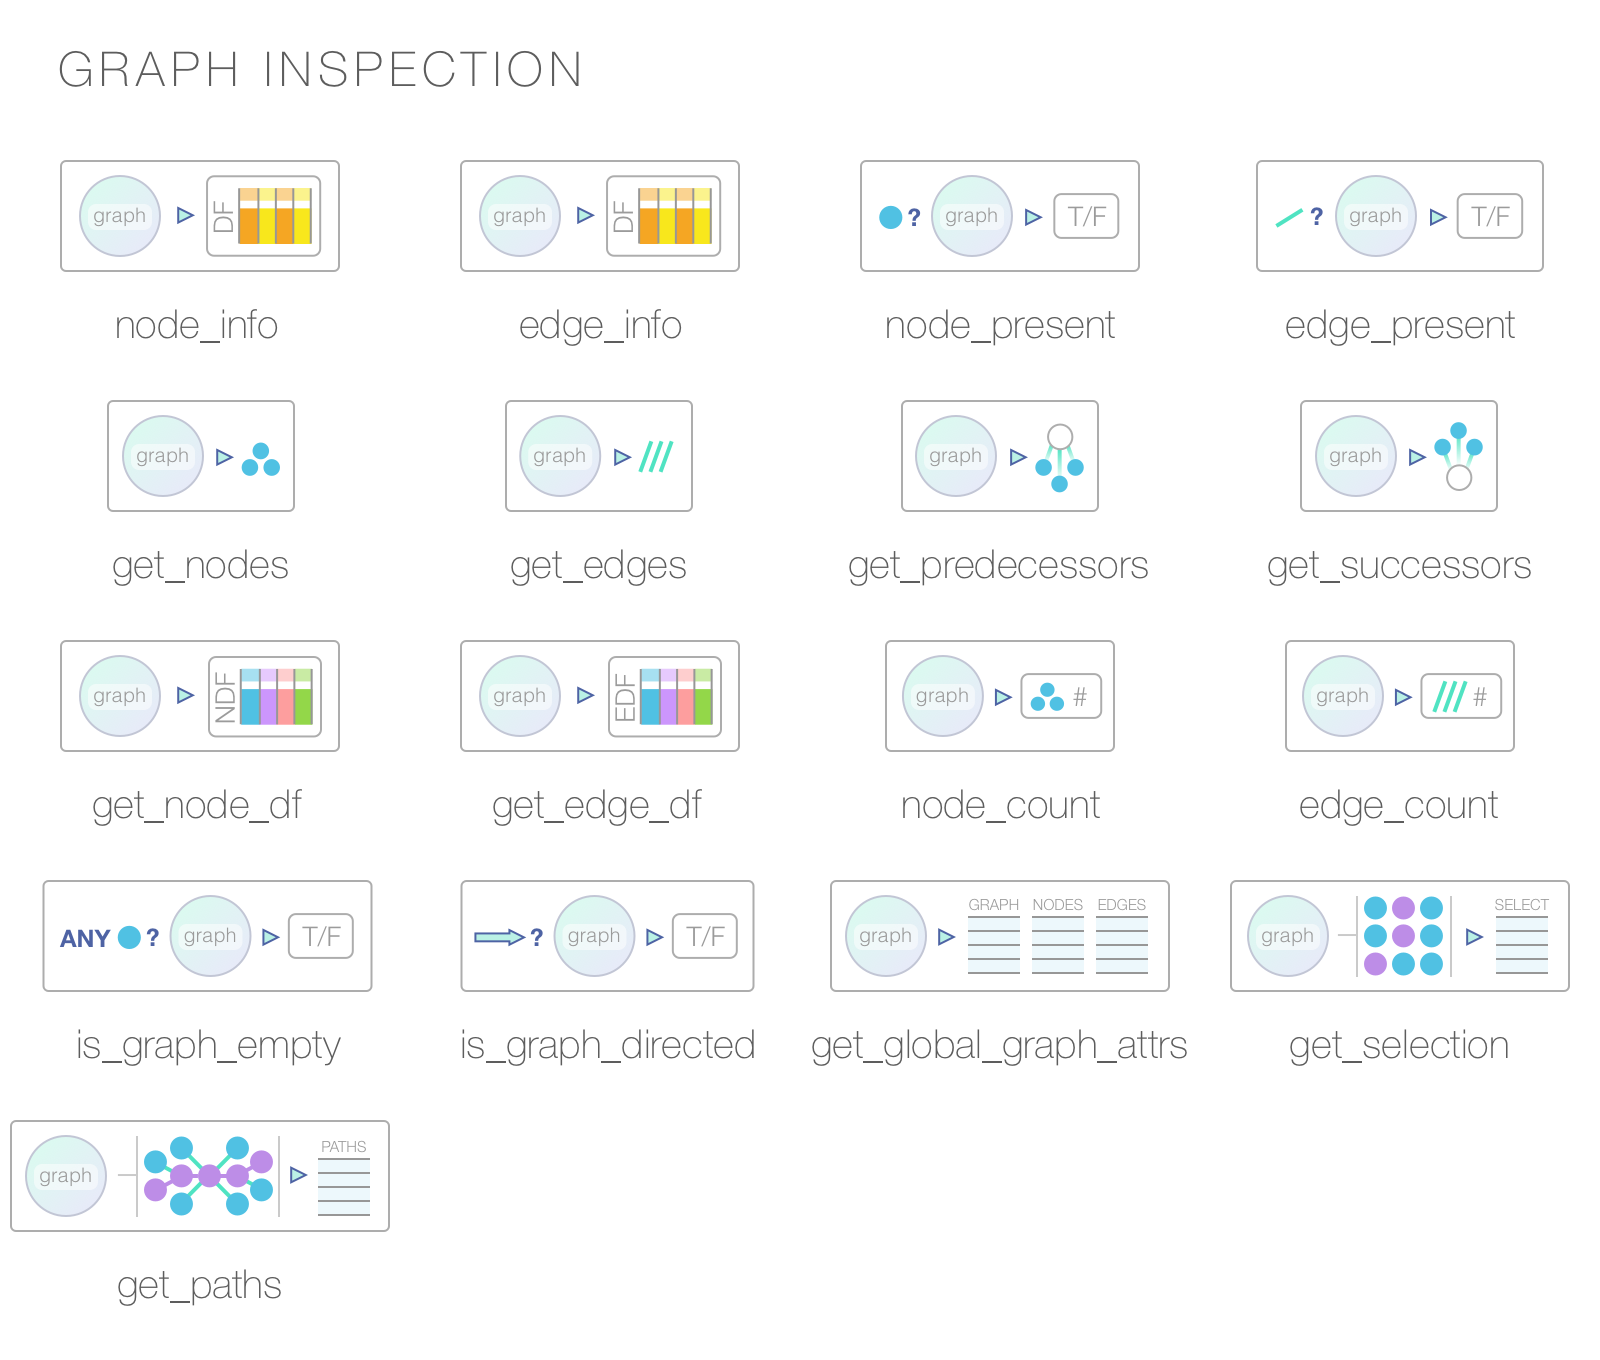 GRAPH INSPECTION
graph DF
graph DF
? graph T/F
? graph T/F
node_info
edge_info
node_present
edge_present
graph
graph
graph
graph
get_nodes
get_edges
get_predecessors
get_successors
graph NDF
graph EDF
graph #
graph #
get_node_df
get_edge_df
node_count
edge_count
ANY ? graph T/F
? graph T/F
graph GRAPH NODES EDGES
graph SELECT
is_graph_empty
is_graph_directed
get_global_graph_attrs
get_selection
graph PATHS
get_paths